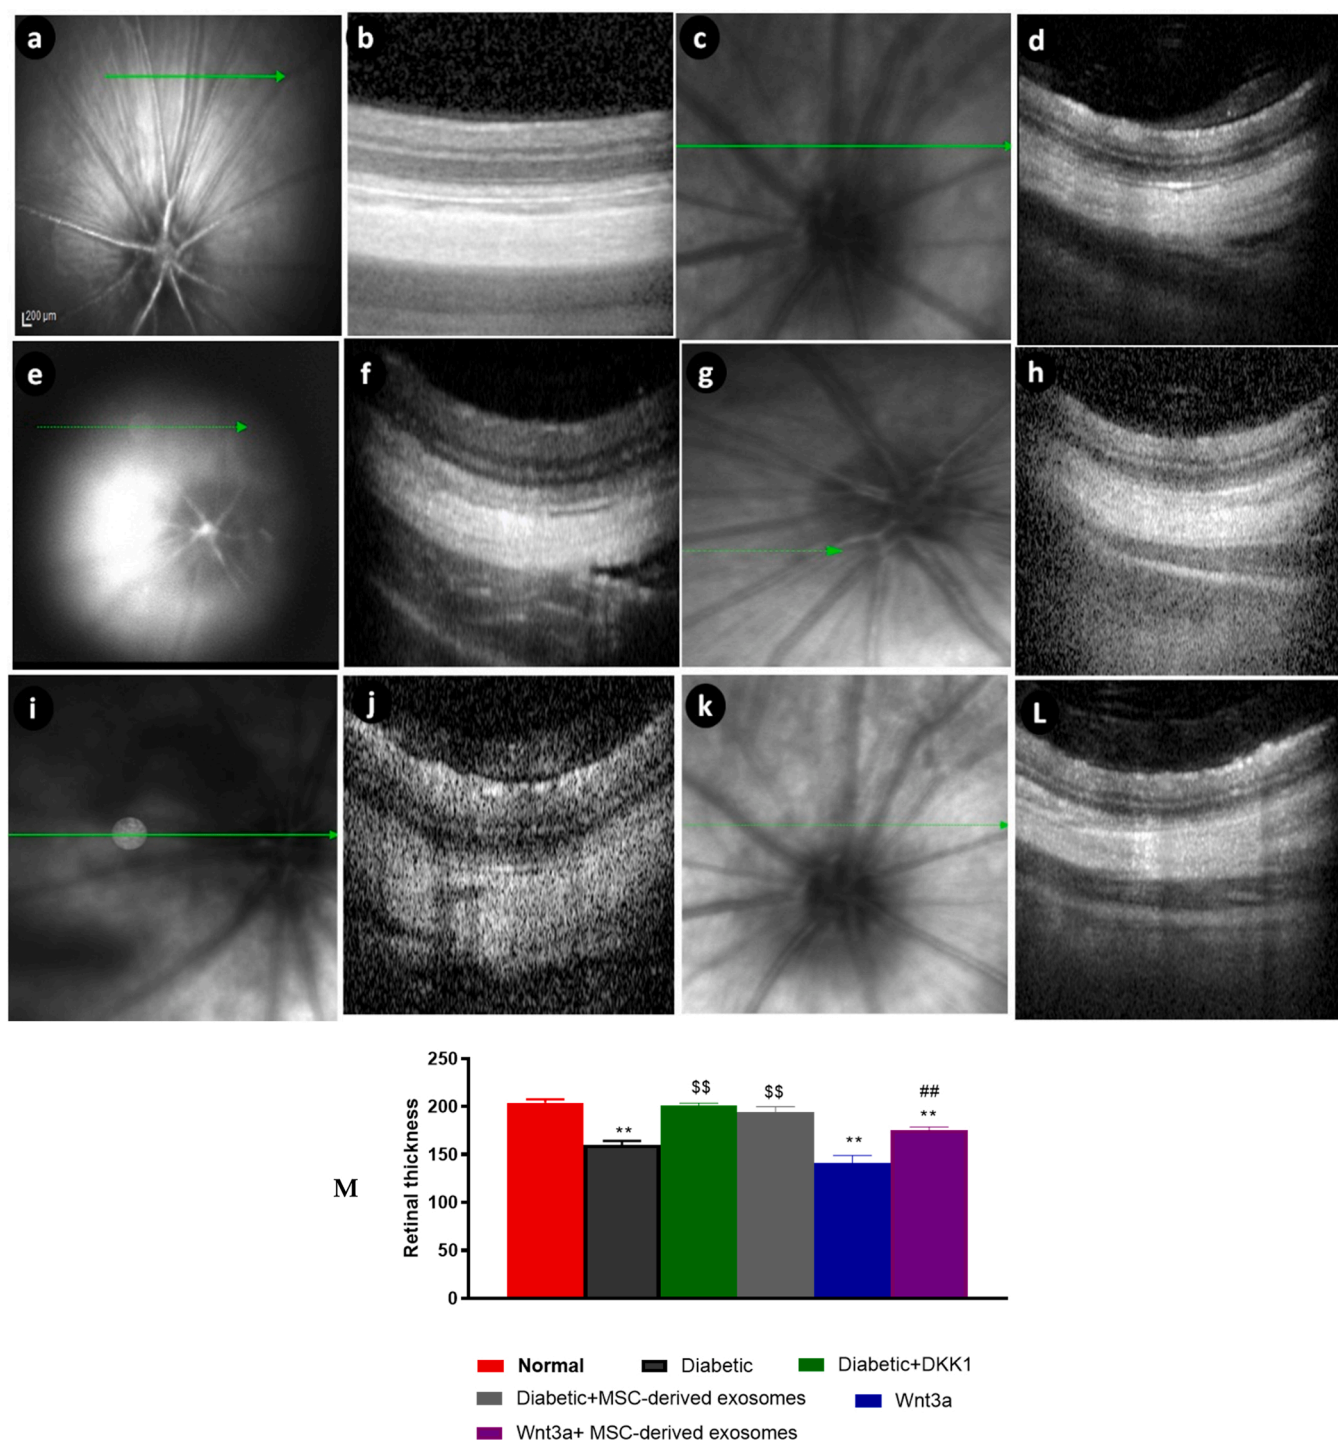 a
b
c
d
200 µm
e
f
g
h
i
j
k
L
M
Retinal thickness
250
200
150
100
50
0
**
$$
$$
**
##
**
Normal
Diabetic
Diabetic+DKK1
Diabetic+MSC-derived exosomes
Wnt3a
Wnt3a+ MSC-derived exosomes